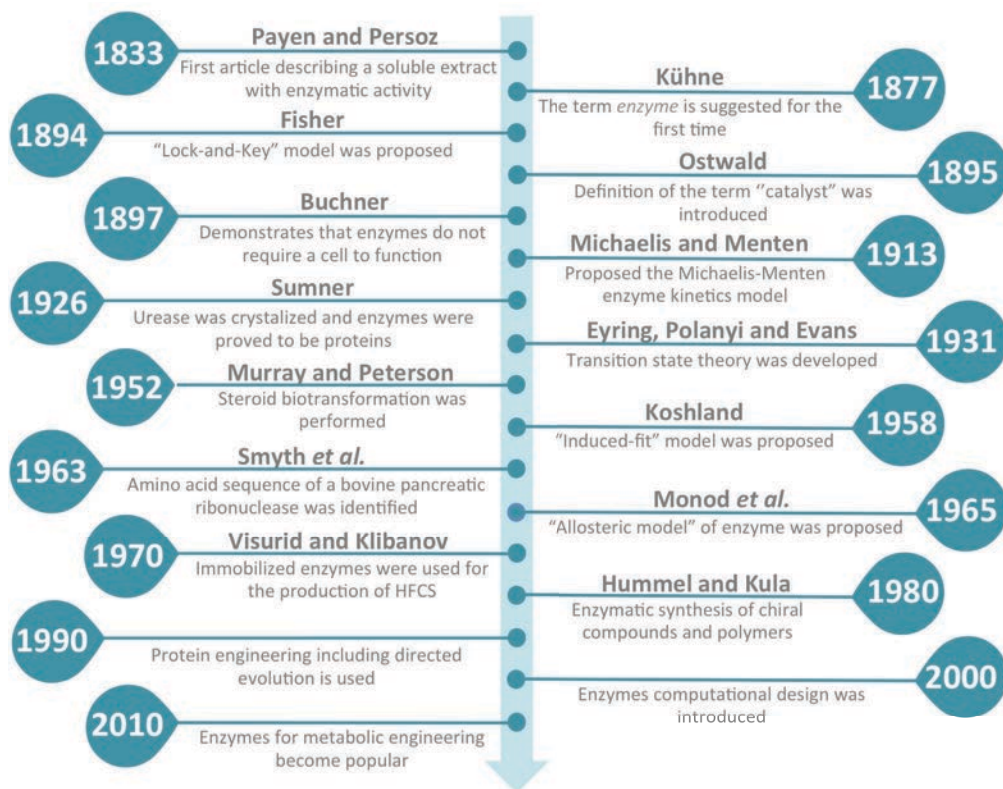 1833
Payen and Persoz
First article describing a soluble extract
with enzymatic activity
Kühne
1877
The term enzyme is suggested for the
first time
1894
Fisher
“Lock-and-Key” model was proposed
Ostwald
1895
Definition of the term “catalyst” was
introduced
1897
Buchner
Demonstrates that enzymes do not
require a cell to function
Michaelis and Menten
1913
Proposed the Michaelis-Menten
enzyme kinetics model
1926
Sumner
Urease was crystalized and enzymes were
proved to be proteins
Eyring, Polanyi and Evans
1931
Transition state theory was developed
1952
Murray and Peterson
Steroid biotransformation was
performed
Koshland
1958
“Induced-fit” model was proposed
1963
Smyth et al.
Amino acid sequence of a bovine pancreatic
ribonuclease was identified
Monod et al.
1965
“Allosteric model” of enzyme was proposed
1970
Visurid and Klibanov
Immobilized enzymes were used for
the production of HFCS
Hummel and Kula
1980
Enzymatic synthesis of chiral
compounds and polymers
1990
Protein engineering including directed
evolution is used
2000
Enzymes computational design was
introduced
2010
Enzymes for metabolic engineering
become popular